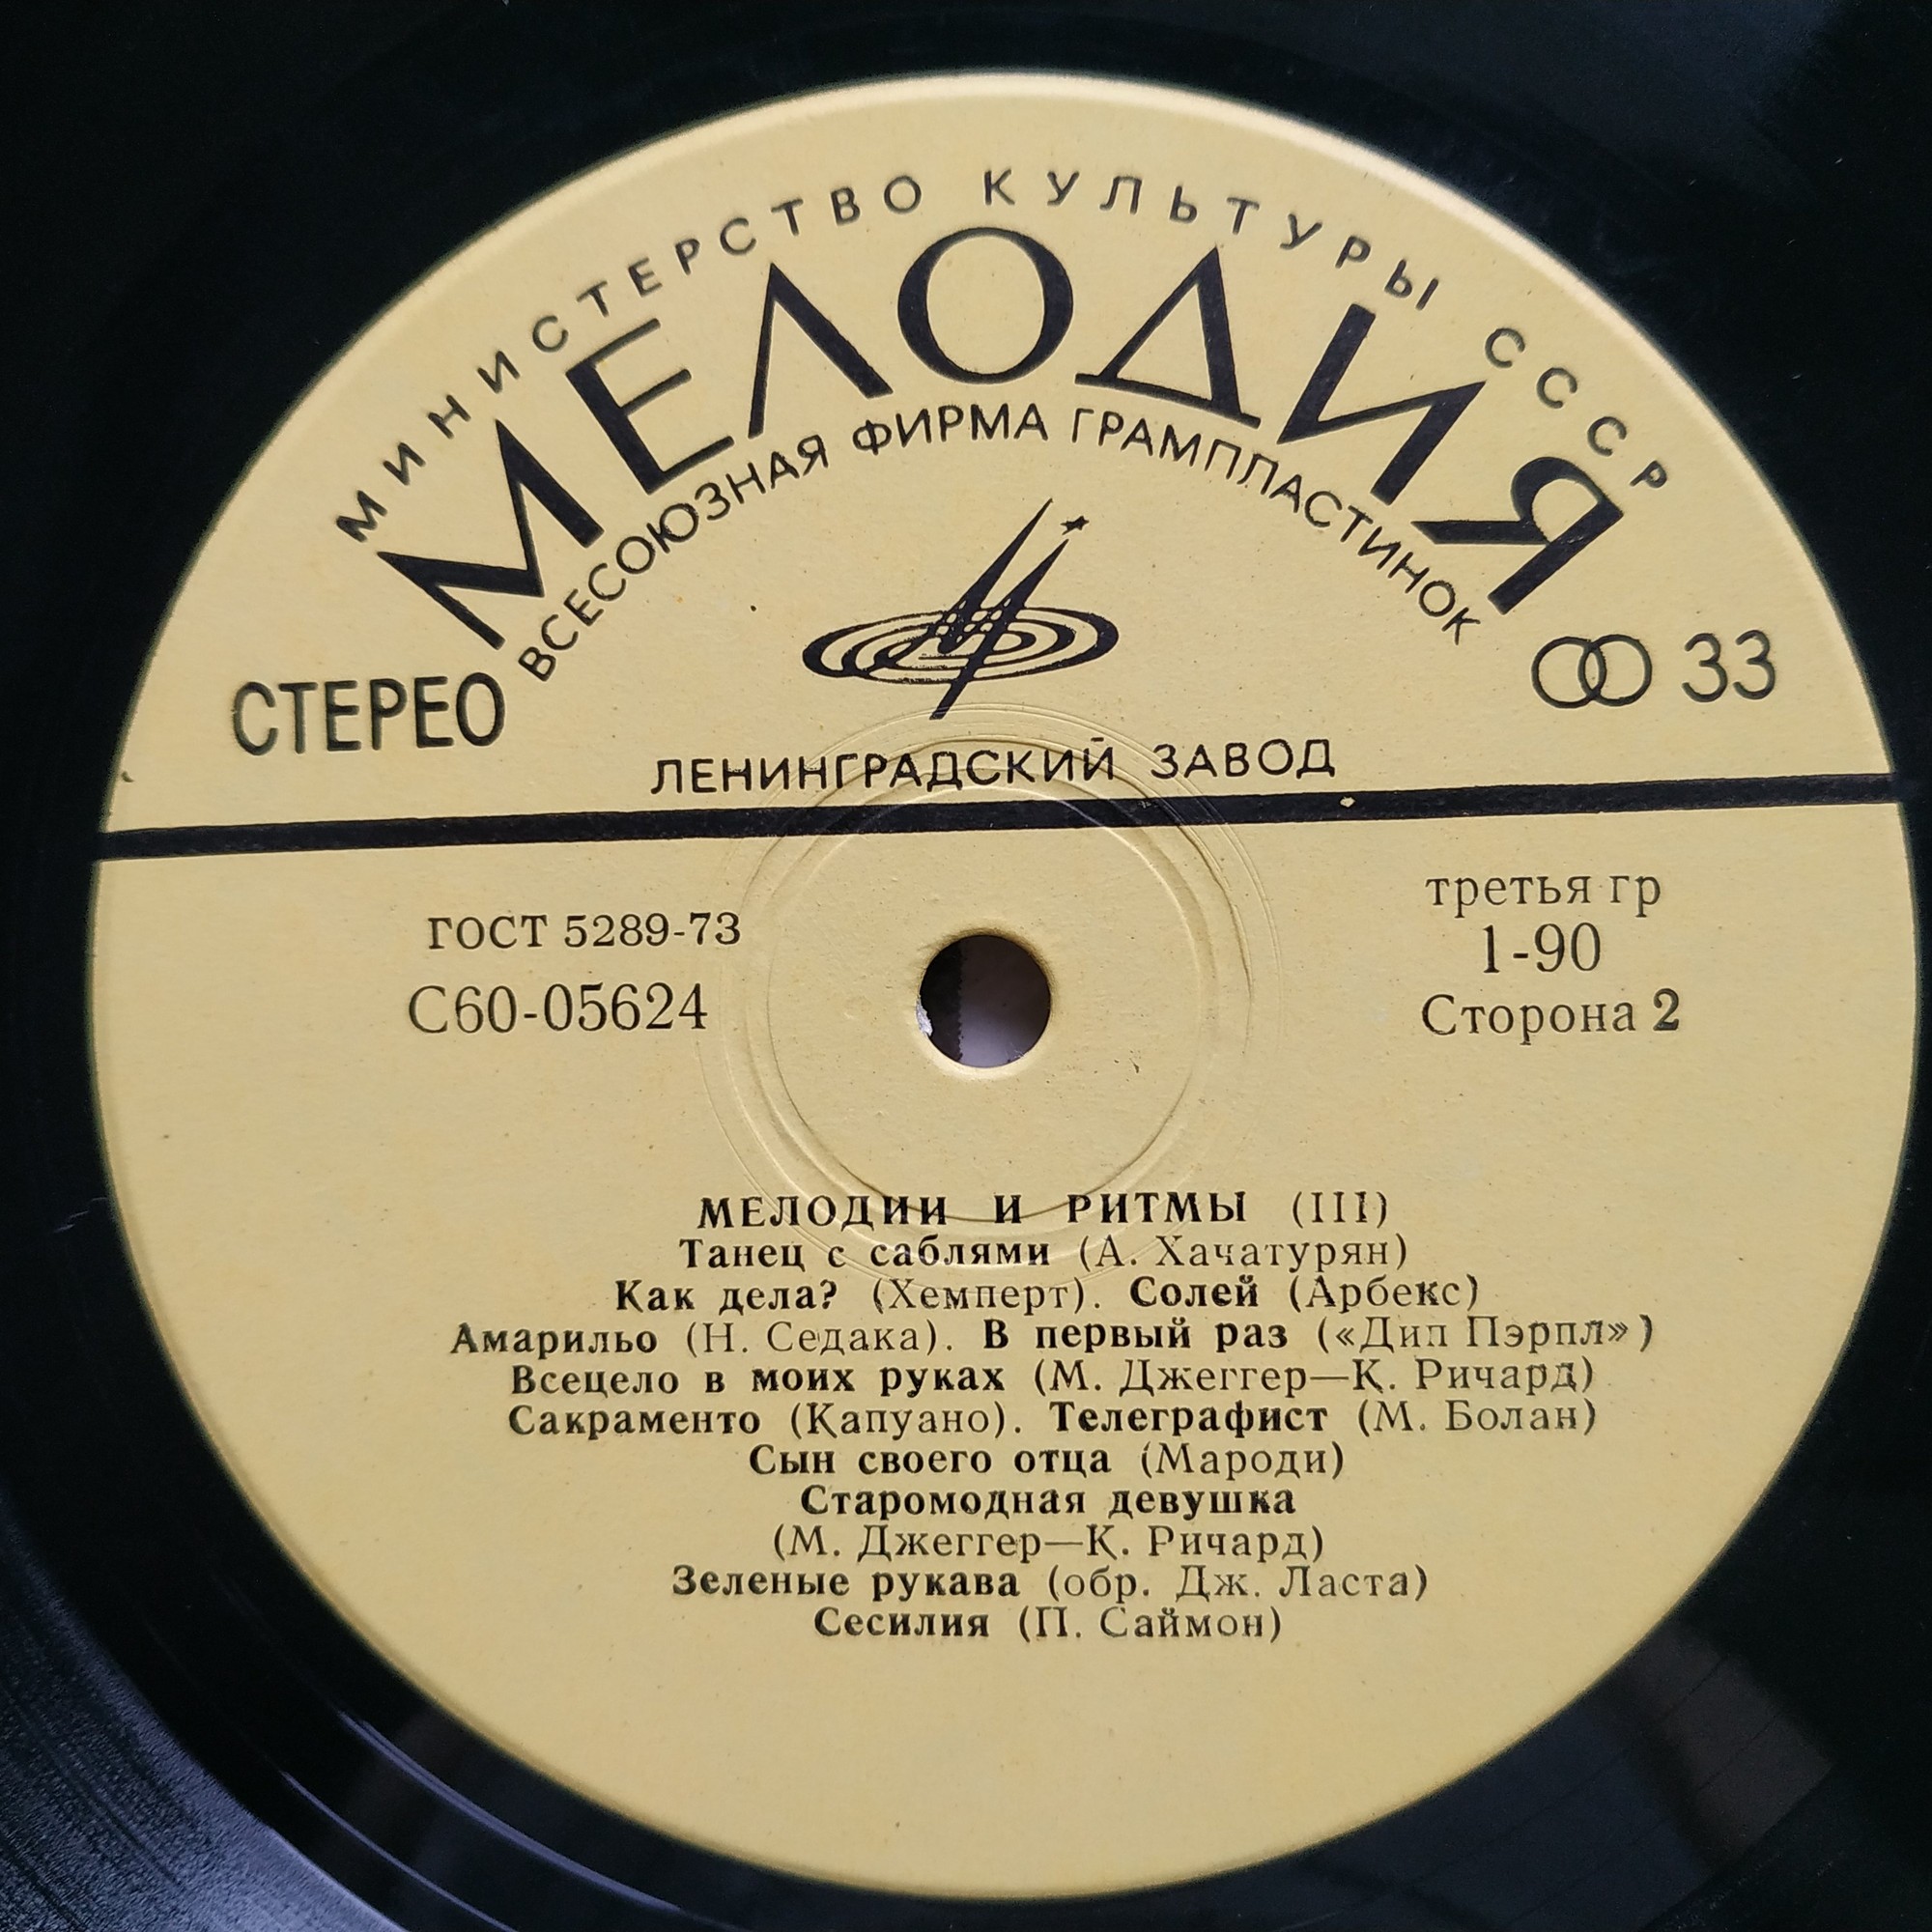 МИНИСТЕРСТВО КУЛЬТУРЫ СССР
МЕЛОДИЯ
ВСЕСОЮЗНАЯ ФИРМА ГРАМПЛАСТИНОК
СТЕРЕО
33
ЛЕНИНГРАДСКИЙ ЗАВОД
ГОСТ 5289-73
С60-05624
третья гр
1-90
Сторона 2
МЕЛОДИИ И РИТМЫ (III)
Танец с саблями (А. Хачатурян)
Как дела? (Хемперт). Солей (Арбекс)
Амарильо (Н. Седака). В первый раз («Дип Пэрпл»)
Всецело в моих руках (М. Джеггер—К. Ричард)
Сакраменто (Капуано). Телеграфист (М. Болан)
Сын своего отца (Мароди)
Старомодная девушка
(М. Джеггер—К. Ричард)
Зеленые рукава (обр. Дж. Ласта)
Сесилия (П. Саймон)